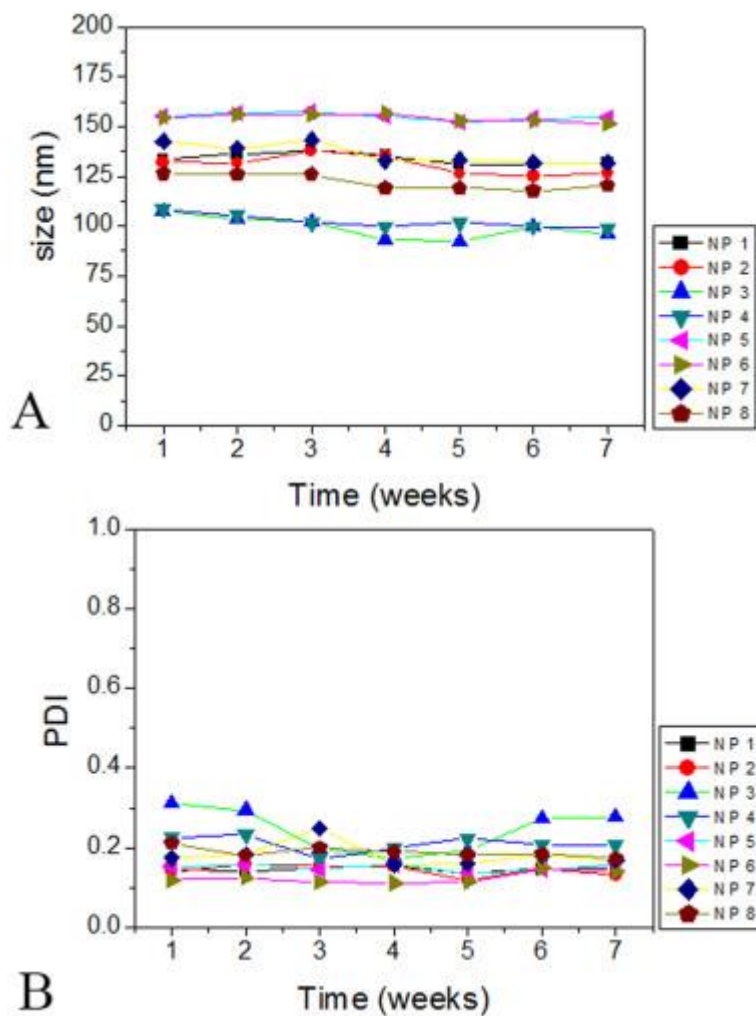 A
200
175
150
125
100
75
50
25
0
size (nm)
1 2 3 4 5 6 7
Time (weeks)
NP 1
NP 2
NP 3
NP 4
NP 5
NP 6
NP 7
NP 8
B
1.0
0.8
0.6
0.4
0.2
0.0
PDI
1 2 3 4 5 6 7
Time (weeks)
NP 1
NP 2
NP 3
NP 4
NP 5
NP 6
NP 7
NP 8